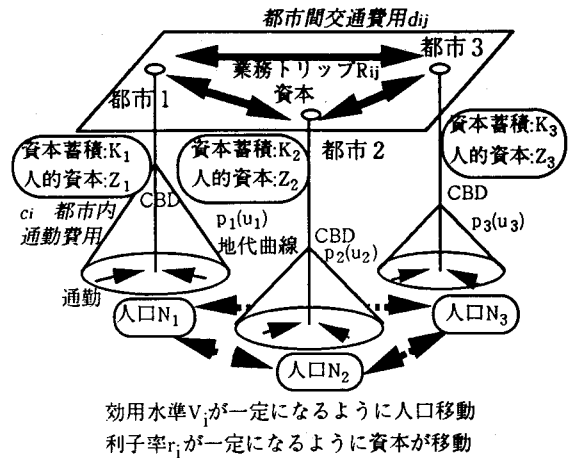 都市間交通費用dij
都市3
業務トリップRij
資本
都市1
都市2
資本蓄積:K1
人的資本:Z1
資本蓄積:K2
人的資本:Z2
資本蓄積:K3
人的資本:Z3
ci 都市内
通勤費用
CBD
p1(u1)
地代曲線
CBD
p2(u2)
CBD
p3(u3)
通勤
人口N1
人口N2
人口N3
効用水準Viが一定になるように人口移動
利子率riが一定になるように資本が移動